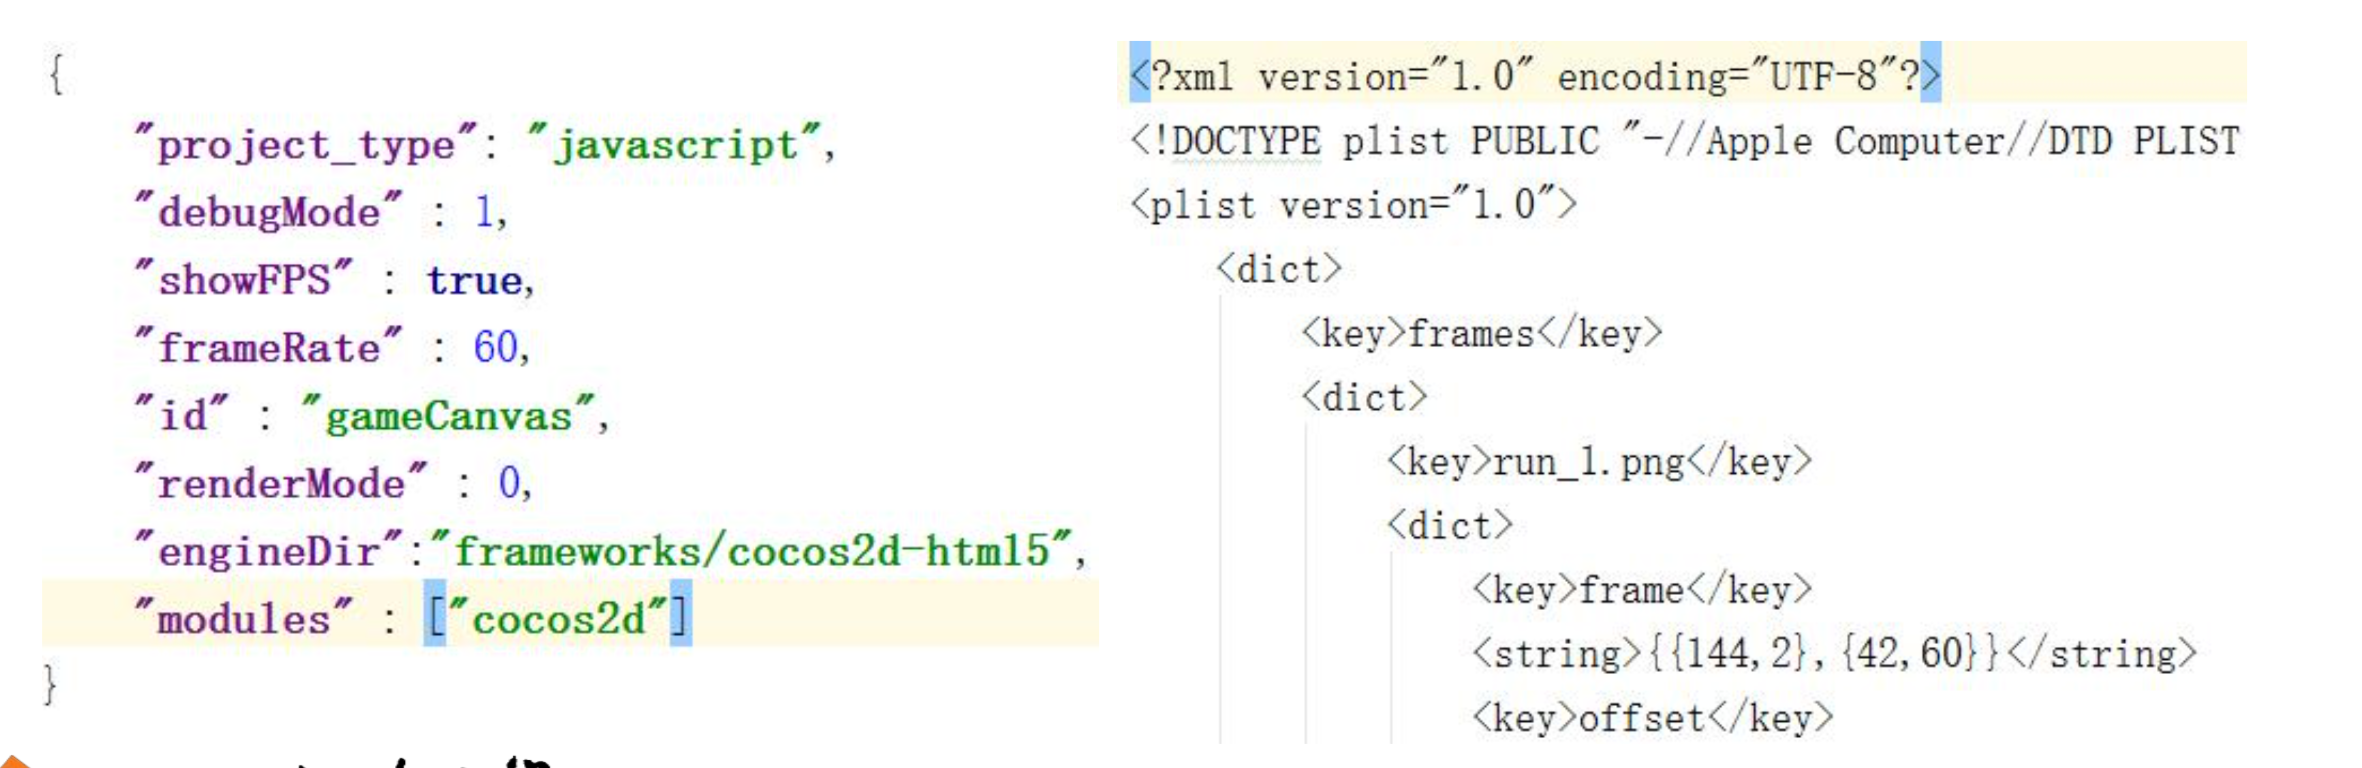 {
"project_type": "javascript",
"debugMode" : 1,
"showFPS" : true,
"frameRate" : 60,
"id" : "gameCanvas",
"renderMode" : 0,
"engineDir":"frameworks/cocos2d-html5",
"modules" : ["cocos2d"]
}
<?xml version="1.0" encoding="UTF-8"?>
<!DOCTYPE plist PUBLIC "-//Apple Computer//DTD PLIST
<plist version="1.0">
<dict>
<key>frames</key>
<dict>
<key>run_1.png</key>
<dict>
<key>frame</key>
<string>{{144,2},{42,60}}</string>
<key>offset</key>